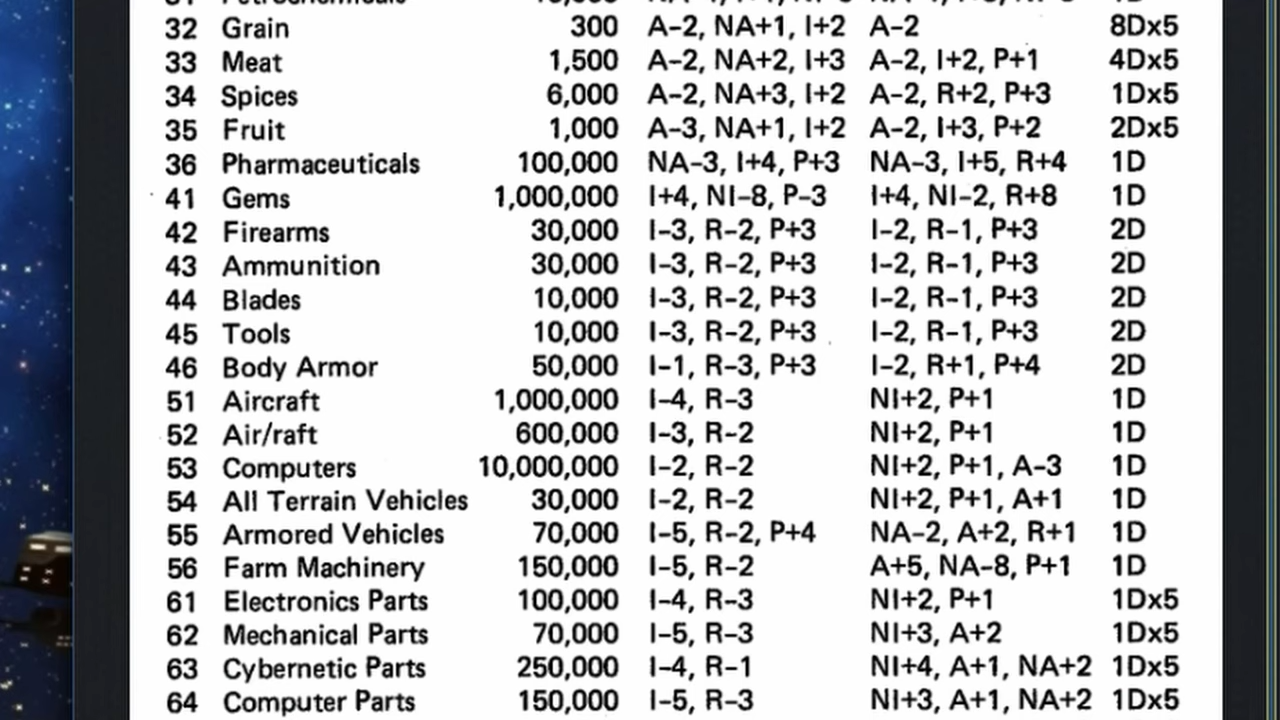 32 Grain 300 A–2, NA+1, I+2 A–2 8Dx5
33 Meat 1,500 A–2, NA+2, I+3 A–2, I+2, P+1 4Dx5
34 Spices 6,000 A–2, NA+3, I+2 A–2, R+2, P+3 1Dx5
35 Fruit 1,000 A–3, NA+1, I+2 A–2, I+3, P+2 2Dx5
36 Pharmaceuticals 100,000 NA–3, I+4, P+3 NA–3, I+5, R+4 1D
41 Gems 1,000,000 I+4, NI–8, P–3 I+4, NI–2, R+8 1D
42 Firearms 30,000 I–3, R–2, P+3 I–2, R–1, P+3 2D
43 Ammunition 30,000 I–3, R–2, P+3 I–2, R–1, P+3 2D
44 Blades 10,000 I–3, R–2, P+3 I–2, R–1, P+3 2D
45 Tools 10,000 I–3, R–2, P+3 I–2, R–1, P+3 2D
46 Body Armor 50,000 I–1, R–3, P+3 I–2, R+1, P+4 2D
51 Aircraft 1,000,000 I–4, R–3 NI+2, P+1 1D
52 Air/raft 600,000 I–3, R–2 NI+2, P+1 1D
53 Computers 10,000,000 I–2, R–2 NI+2, P+1, A–3 1D
54 All Terrain Vehicles 30,000 I–2, R–2 NI+2, P+1, A+1 1D
55 Armored Vehicles 70,000 I–5, R–2, P+4 NA–2, A+2, R+1 1D
56 Farm Machinery 150,000 I–5, R–2 A+5, NA–8, P+1 1D
61 Electronics Parts 100,000 I–4, R–3 NI+2, P+1 1Dx5
62 Mechanical Parts 70,000 I–5, R–3 NI+3, A+2 1Dx5
63 Cybernetic Parts 250,000 I–4, R–1 NI+4, A+1, NA+2 1Dx5
64 Computer Parts 150,000 I–5, R–3 NI+3, A+1, NA+2 1Dx5